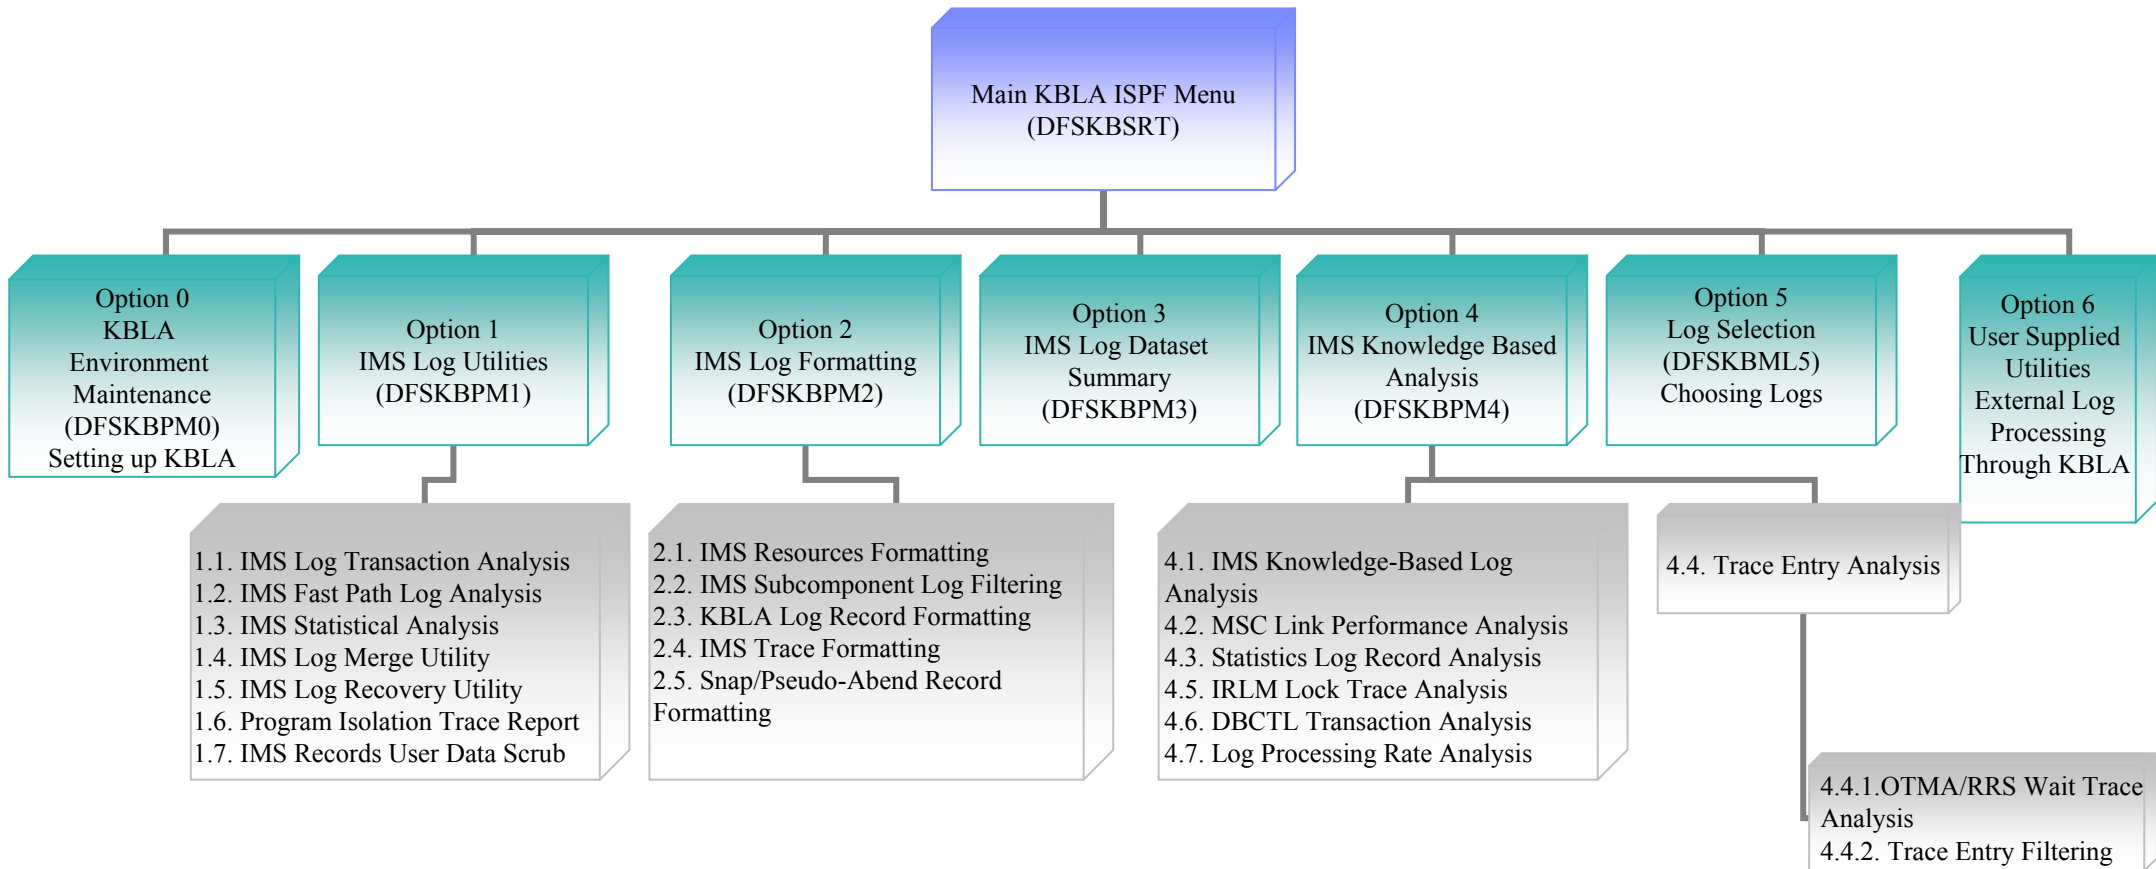 Main KBLA ISPF Menu
(DFSKBSRT)
Option 0
KBLA
Environment
Maintenance
(DFSKBPM0)
Setting up KBLA
Option 1
IMS Log Utilities
(DFSKBPM1)
Option 2
IMS Log Formatting
(DFSKBPM2)
Option 3
IMS Log Dataset
Summary
(DFSKBPM3)
Option 4
IMS Knowledge Based
Analysis
(DFSKBPM4)
Option 5
Log Selection
(DFSKBML5)
Choosing Logs
Option 6
User Supplied
Utilities
External Log
Processing
Through KBLA
1.1. IMS Log Transaction Analysis
1.2. IMS Fast Path Log Analysis
1.3. IMS Statistical Analysis
1.4. IMS Log Merge Utility
1.5. IMS Log Recovery Utility
1.6. Program Isolation Trace Report
1.7. IMS Records User Data Scrub
2.1. IMS Resources Formatting
2.2. IMS Subcomponent Log Filtering
2.3. KBLA Log Record Formatting
2.4. IMS Trace Formatting
2.5. Snap/Pseudo-Abend Record
Formatting
4.1. IMS Knowledge-Based Log
Analysis
4.2. MSC Link Performance Analysis
4.3. Statistics Log Record Analysis
4.5. IRLM Lock Trace Analysis
4.6. DBCTL Transaction Analysis
4.7. Log Processing Rate Analysis
4.4. Trace Entry Analysis
4.4.1.OTMA/RRS Wait Trace
Analysis
4.4.2. Trace Entry Filtering